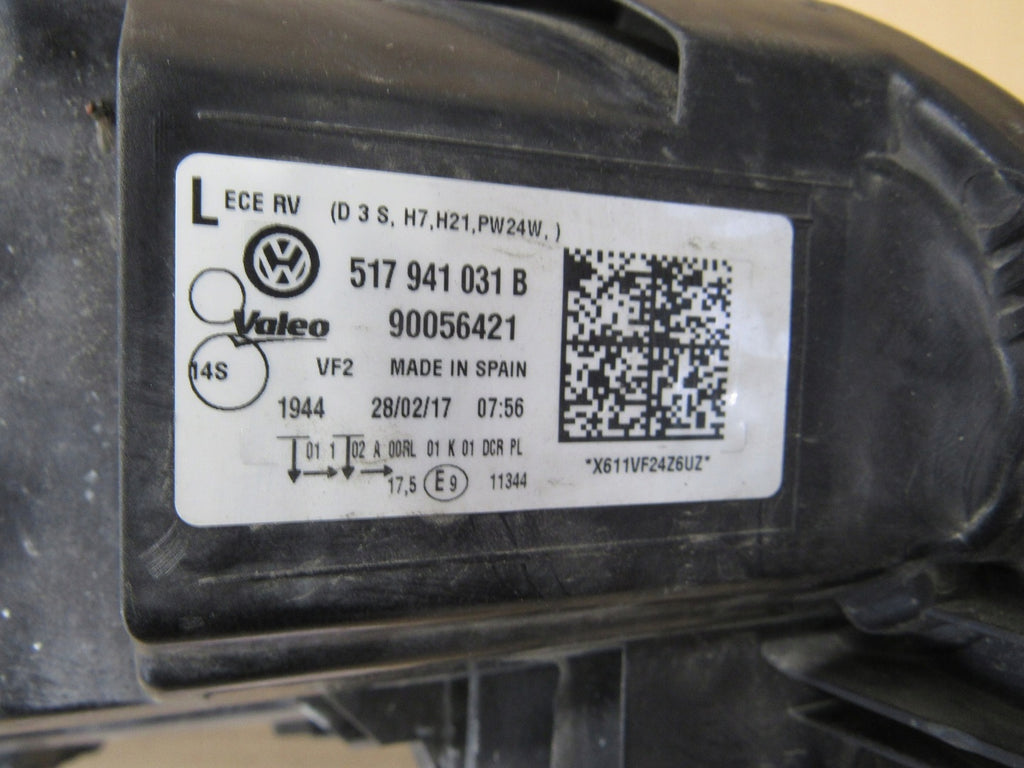 L ECE RV (D 3 S, H7,H21,PW24W, )
517 941 031 B
Valeo 90056421
14S VF2 MADE IN SPAIN
1944 28/02/17 07:56
01 1 02 A 00RL 01 K 01 DCR PL
17,5 E9 11344
*X611VF24Z6UZ*